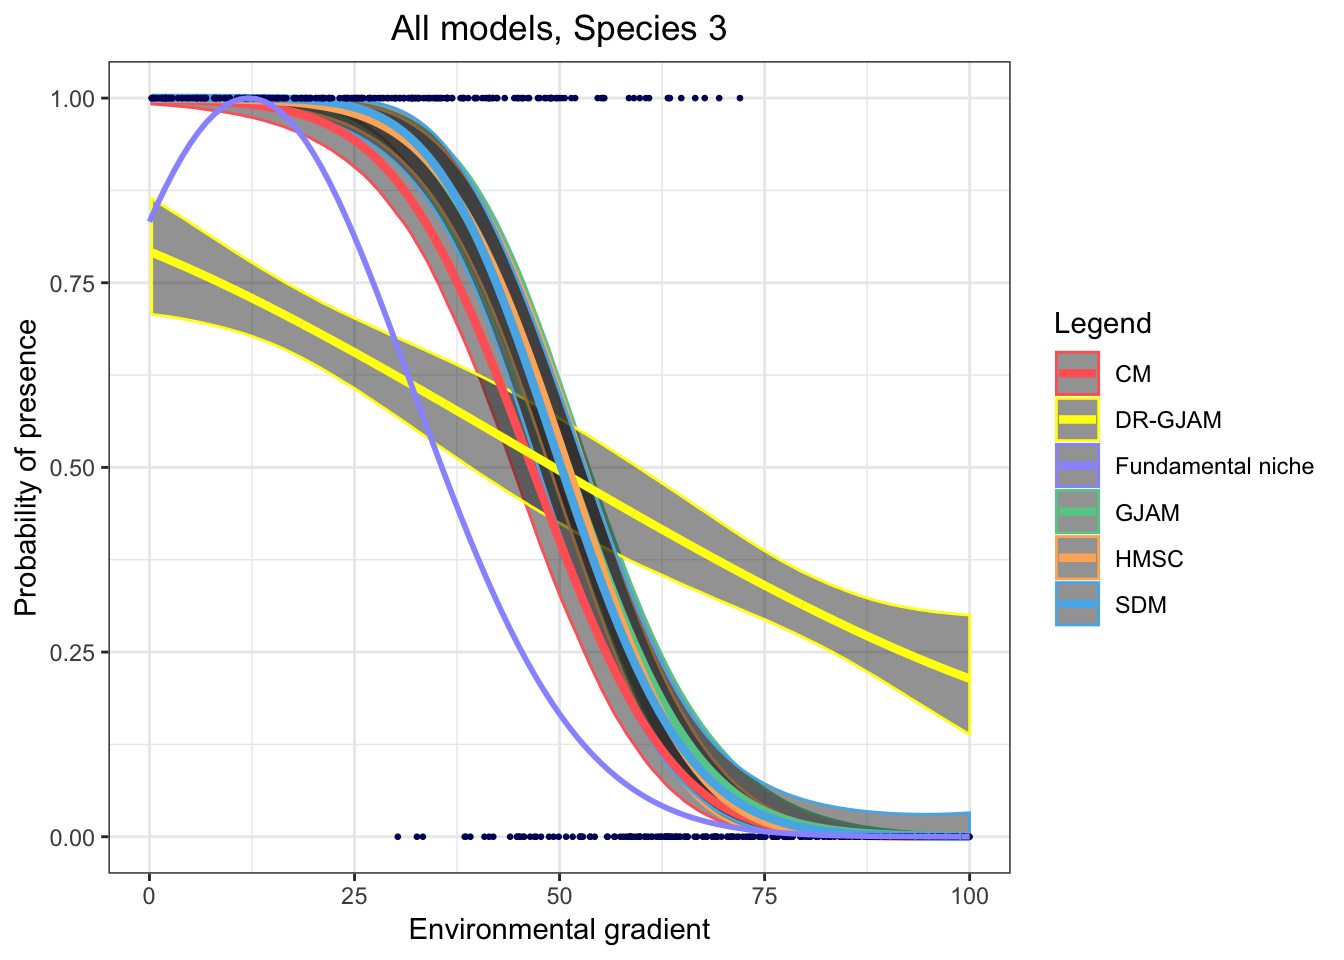 All models, Species 3
Probability of presence
1.00
0.75
0.50
0.25
0.00
0
25
50
75
100
Environmental gradient
Legend
CM
DR-GJAM
Fundamental niche
GJAM
HMSC
SDM